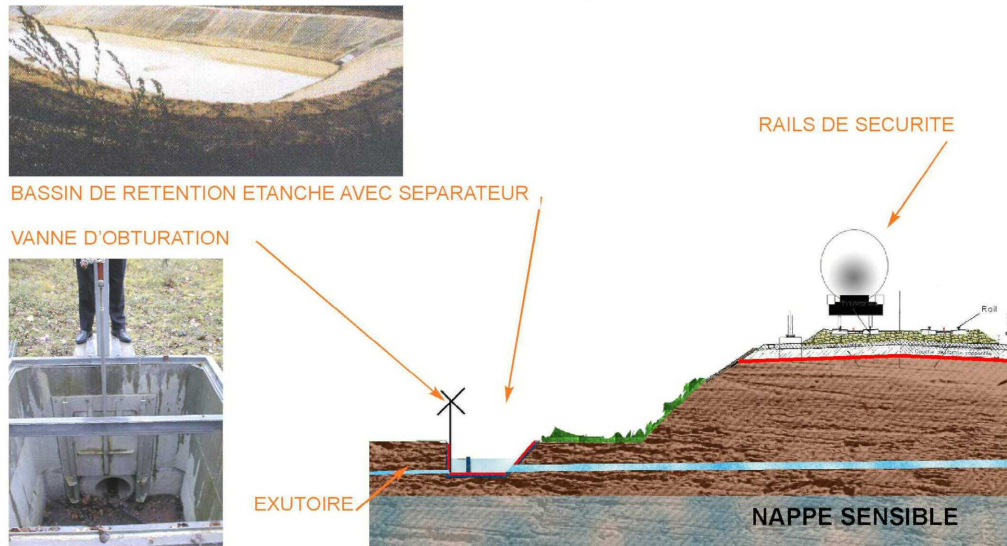 RAILS DE SECURITE
BASSIN DE RETENTION ETANCHE AVEC SEPARATEUR
VANNE D'OBTURATION
Rail
EXUTOIRE
NAPPE SENSIBLE